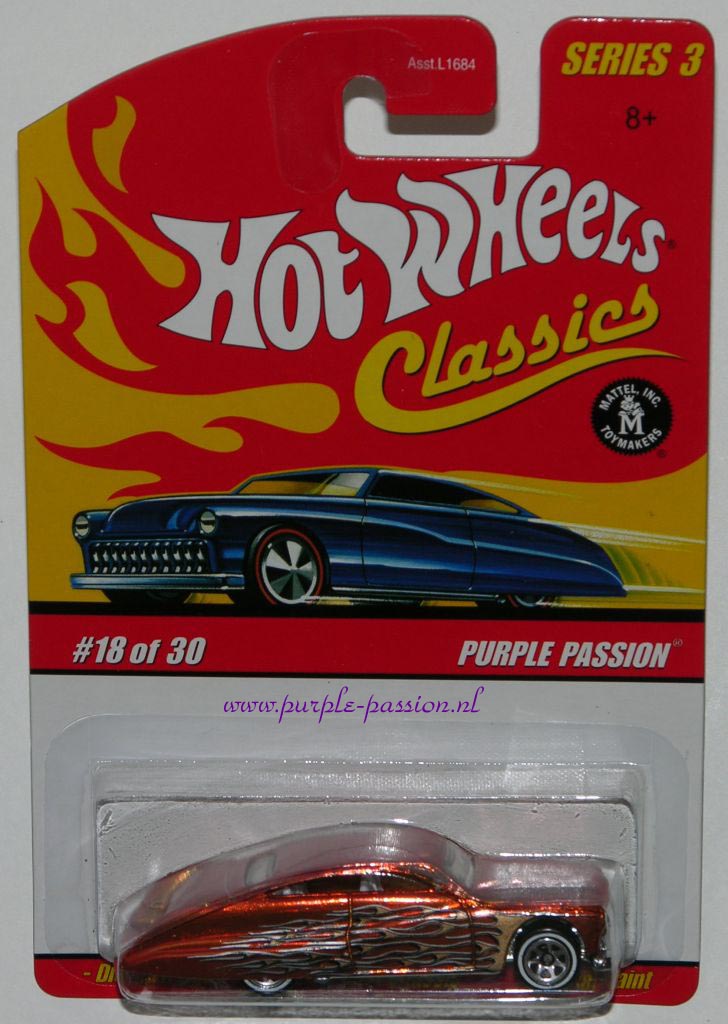 Asst.L1684
SERIES 3
8+
HOT WHEELS®
Classics
MATTEL, INC.
M
TOYMAKERS
®
#18 of 30
PURPLE PASSION
www.purple-passion.nl